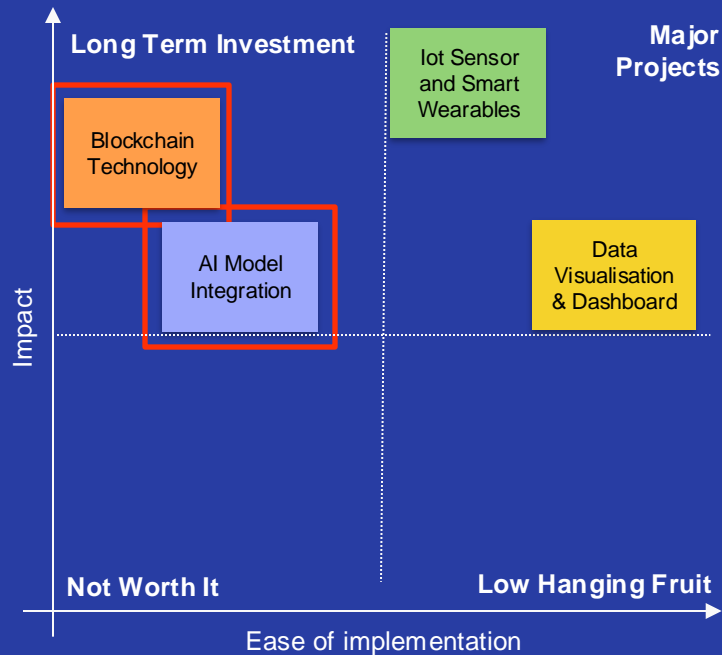 Long Term Investment
Major
Projects
Iot Sensor
and Smart
Wearables
Blockchain
Technology
AI Model
Integration
Data
Visualisation
& Dashboard
Impact
Not Worth It
Low Hanging Fruit
Ease of implementation